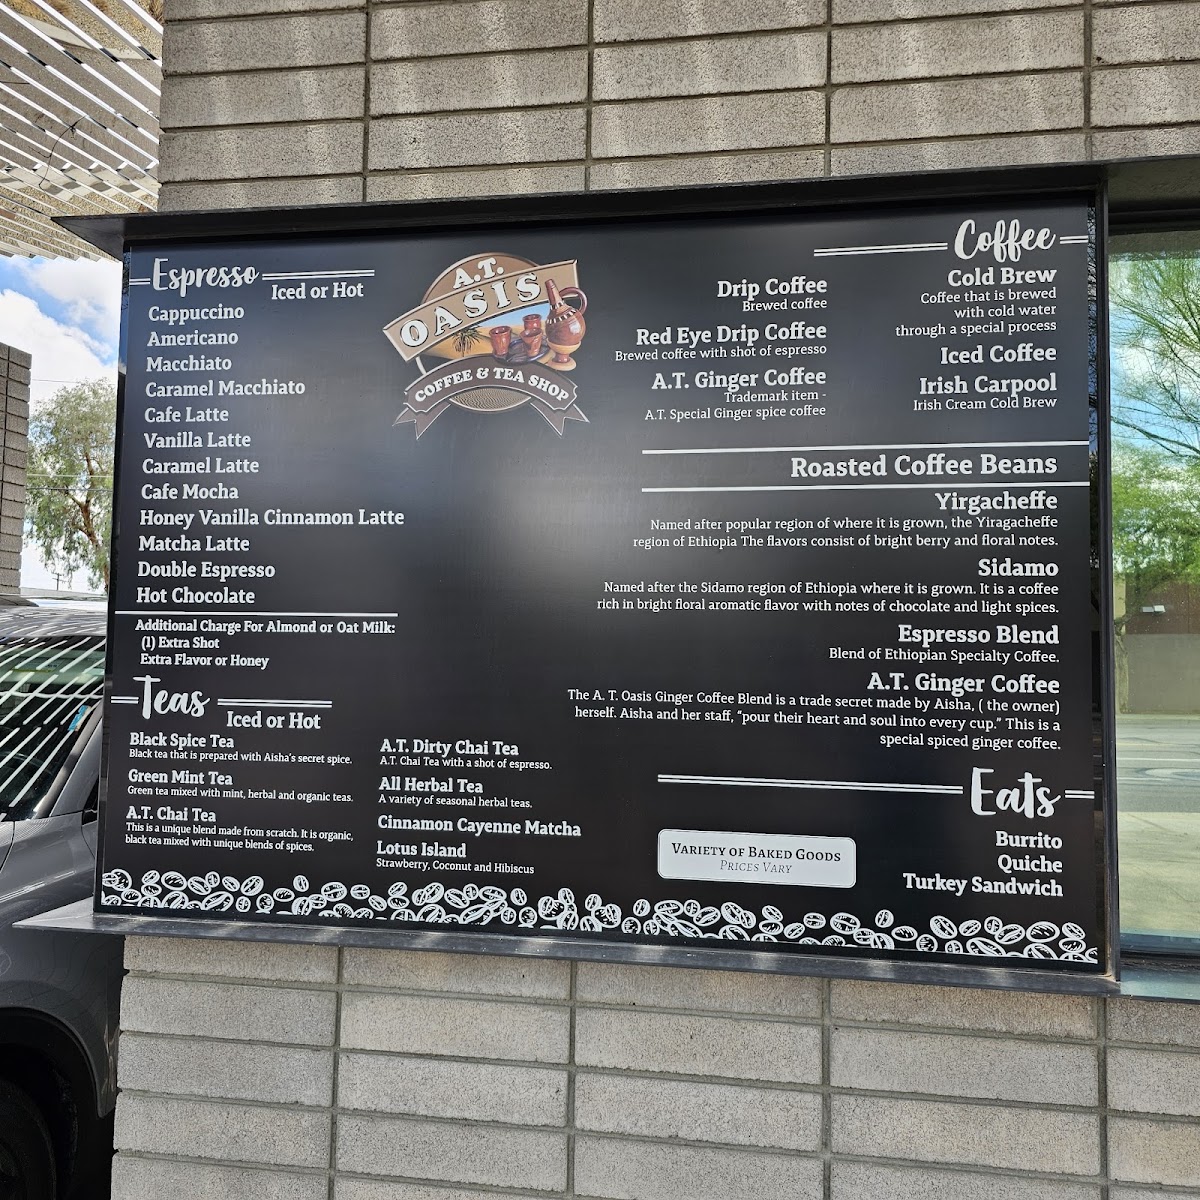 Espresso
Iced or Hot
Cappuccino
Americano
Macchiato
Caramel Macchiato
Cafe Latte
Vanilla Latte
Caramel Latte
Cafe Mocha
Honey Vanilla Cinnamon Latte
Matcha Latte
Double Espresso
Hot Chocolate
Additional Charge For Almond or Oat Milk:
(1) Extra Shot
Extra Flavor or Honey
Teas
Iced or Hot
Black Spice Tea
Black tea that is prepared with Aisha's secret spice.
Green Mint Tea
Green tea mixed with mint, herbal and organic teas.
A.T. Chai Tea
This is a unique blend made from scratch. It is organic,
black tea mixed with unique blends of spices.
A.T. Dirty Chai Tea
A.T. Chai Tea with a shot of espresso.
All Herbal Tea
A variety of seasonal herbal teas.
Cinnamon Cayenne Matcha
Lotus Island
Strawberry, Coconut and Hibiscus
A.T.
OASIS
COFFEE & TEA SHOP
Coffee
Drip Coffee
Brewed coffee
Red Eye Drip Coffee
Brewed coffee with shot of espresso
A.T. Ginger Coffee
Trademark item -
A.T. Special Ginger spice coffee
Cold Brew
Coffee that is brewed
with cold water
through a special process
Iced Coffee
Irish Carpool
Irish Cream Cold Brew
Roasted Coffee Beans
Yirgacheffe
Named after popular region of where it is grown, the Yiragacheffe
region of Ethiopia The flavors consist of bright berry and floral notes.
Sidamo
Named after the Sidamo region of Ethiopia where it is grown. It is a coffee
rich in bright floral aromatic flavor with notes of chocolate and light spices.
Espresso Blend
Blend of Ethiopian Specialty Coffee.
A.T. Ginger Coffee
The A. T. Oasis Ginger Coffee Blend is a trade secret made by Aisha, ( the owner)
herself. Aisha and her staff, “pour their heart and soul into every cup.” This is a
special spiced ginger coffee.
Eats
Burrito
Quiche
Turkey Sandwich
VARIETY OF BAKED GOODS
PRICES VARY